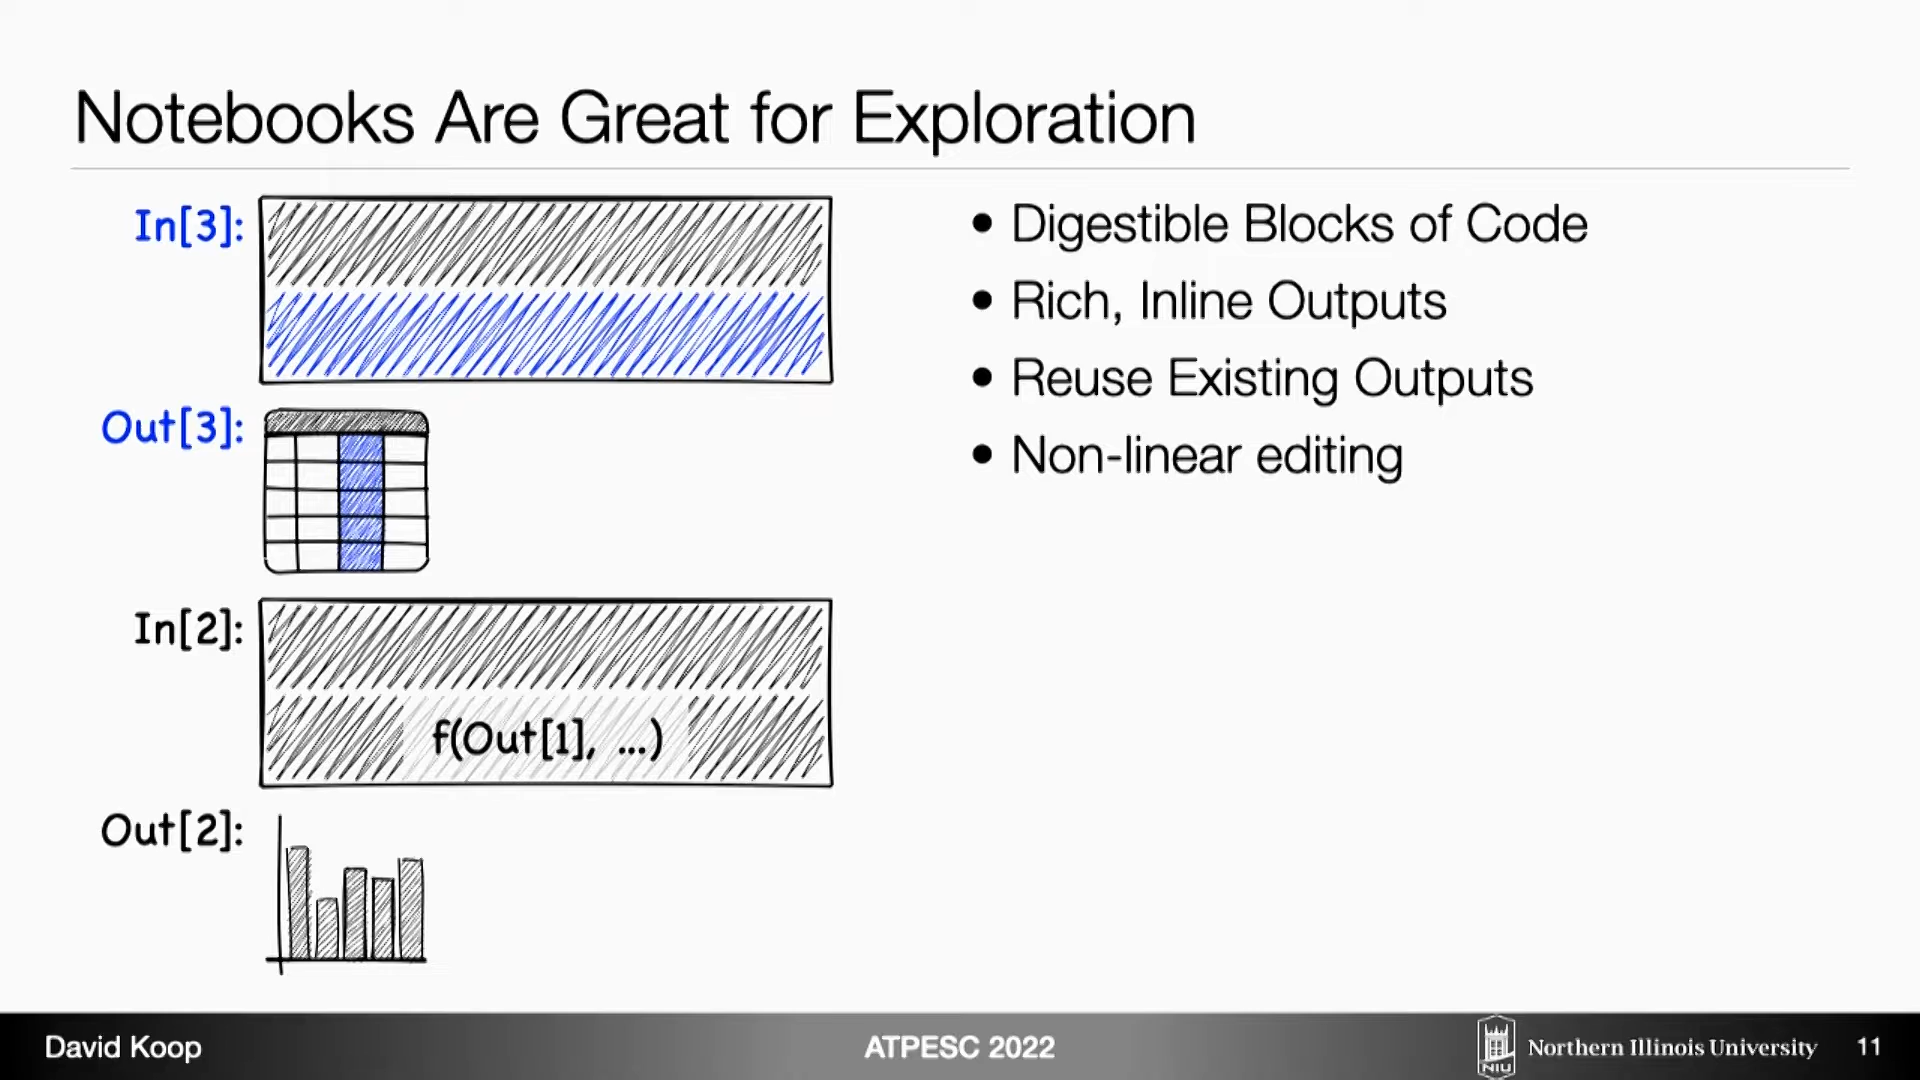 Notebooks Are Great for Exploration
In[3]:
Out[3]:
In[2]:
f(Out[1], ...)
Out[2]:
• Digestible Blocks of Code
• Rich, Inline Outputs
• Reuse Existing Outputs
• Non-linear editing
David Koop
ATPESC 2022
NIU
Northern Illinois University
11